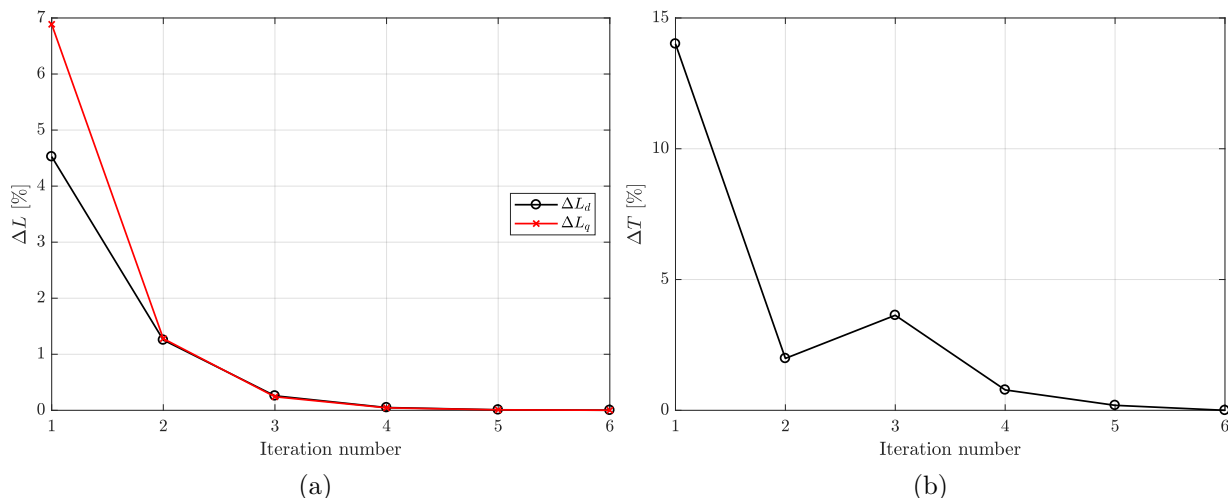 7
6
5
4
3
2
1
0
ΔL [%]
ΔL_d
ΔL_q
1 2 3 4 5 6
Iteration number
(a)
15
10
5
0
ΔT [%]
1 2 3 4 5 6
Iteration number
(b)